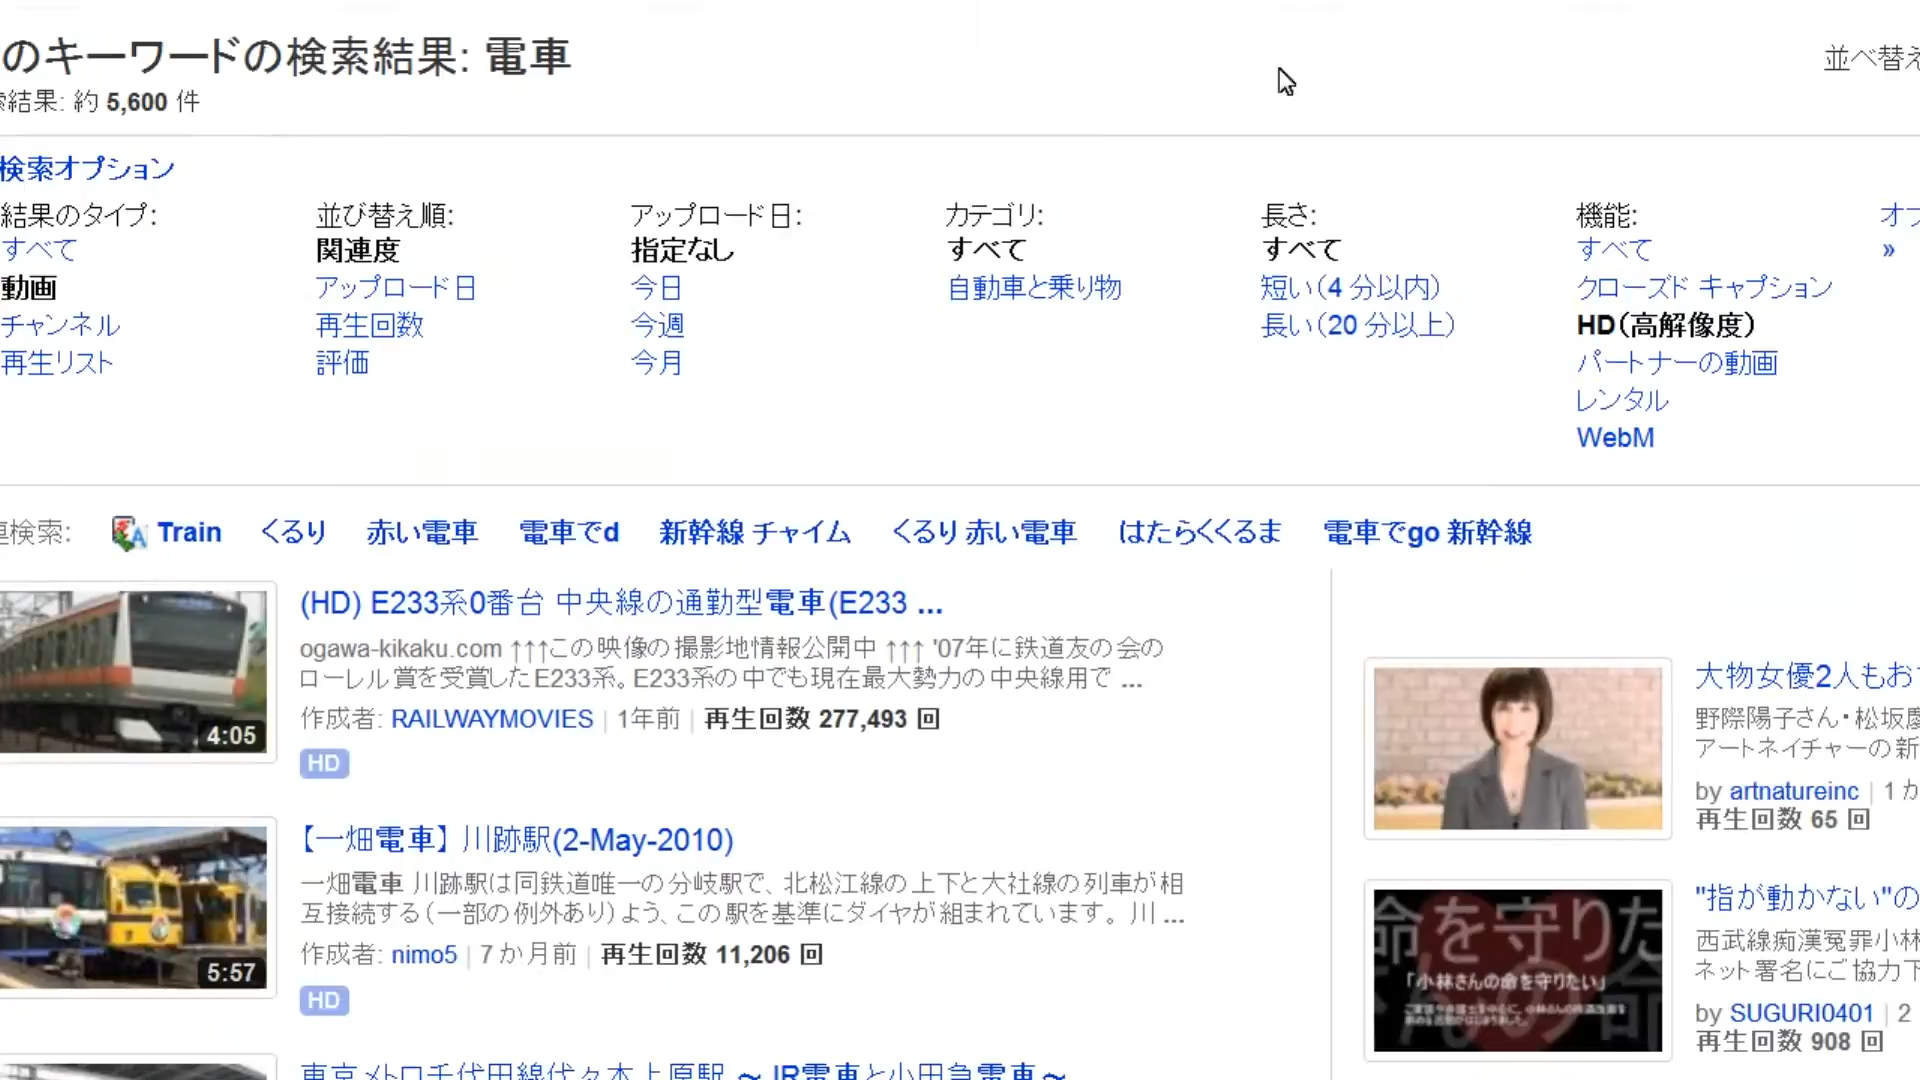 のキーワードの検索結果: 電車
並べ替え
結果: 約 5,600 件
検索オプション
結果のタイプ:
すべて
動画
チャンネル
再生リスト
並び替え順:
関連度
アップロード日
再生回数
評価
アップロード日:
指定なし
今日
今週
今月
カテゴリ:
すべて
自動車と乗り物
長さ:
すべて
短い（4 分以内）
長い（20 分以上）
機能:
すべて
クローズド キャプション
HD（高解像度）
パートナーの動画
レンタル
WebM
オプ
»
連検索: Train くるり 赤い電車 電車でd 新幹線 チャイム くるり 赤い電車 はたらくくるま 電車でgo 新幹線
(HD) E233系0番台 中央線の通勤型電車(E233 ...
ogawa-kikaku.com ↑↑↑この映像の撮影地情報公開中 ↑↑↑ '07年に鉄道友の会の
ローレル賞を受賞したE233系。E233系の中でも現在最大勢力の中央線用で ...
作成者: RAILWAYMOVIES | 1年前 | 再生回数 277,493 回
HD
4:05
【一畑電車】川跡駅(2-May-2010)
一畑電車 川跡駅は同鉄道唯一の分岐駅で、北松江線の上下と大社線の列車が相
互接続する（一部の例外あり）よう、この駅を基準にダイヤが組まれています。 川 ...
作成者: nimo5 | 7 か月前 | 再生回数 11,206 回
HD
5:57
東京メトロ千代田線代々木上原駅 ～ JR電車と小田急電車～
大物女優2人もお
野際陽子さん・松坂慶
アートネイチャーの新
by artnatureinc | 1 か
再生回数 65 回
命を守りた
「小林さんの命を守りたい」
"指が動かない"の
西武線痴漢冤罪小林
ネット署名にご協力下
by SUGURI0401 | 2
再生回数 908 回